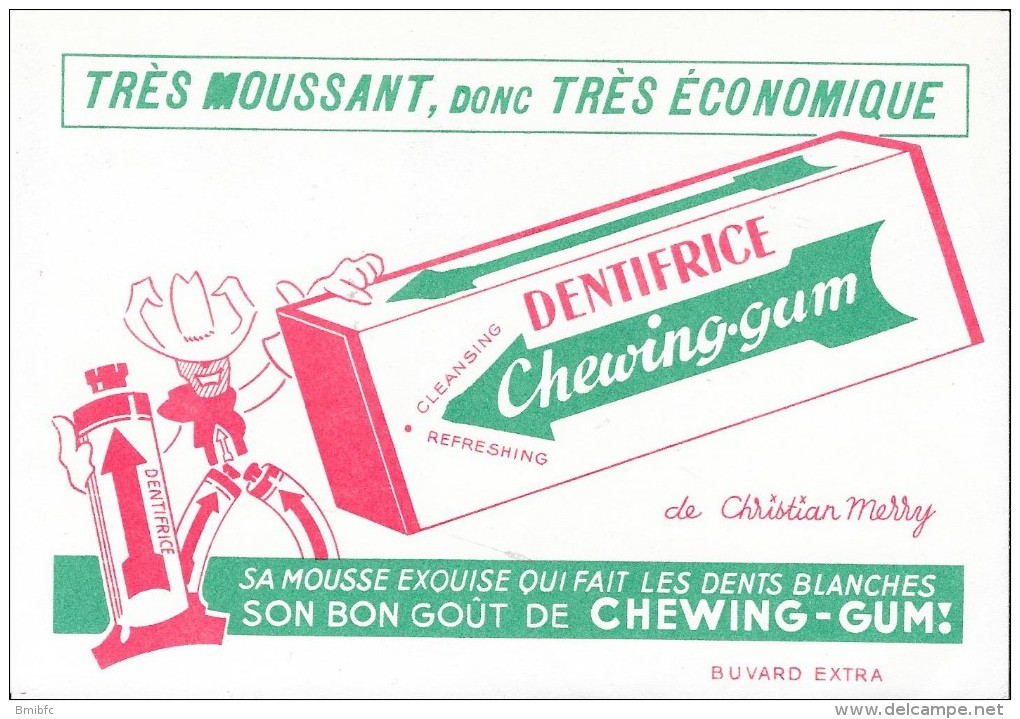 TRÈS MOUSSANT, DONC TRÈS ÉCONOMIQUE
DENTIFRICE
Chewing-gum
CLEANSING
REFRESHING
DENTIFRICE
de Christian Merry
SA MOUSSE EXQUISE QUI FAIT LES DENTS BLANCHES
SON BON GOÛT DE CHEWING-GUM!
BUVARD EXTRA
Bmibfc
delcampe.net